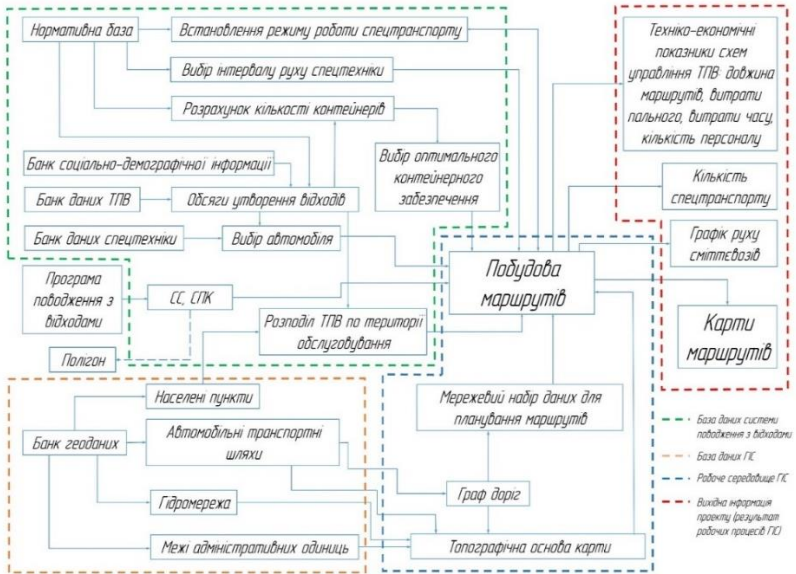 Нормативна база
Встановлення режиму роботи спецтранспорту
Вибір інтервалу руху спецтехніки
Розрахунок кількості контейнерів
Банк соціально-демографічної інформації
Банк даних ТПВ
Обсяги утворення відходів
Вибір оптимального
контейнерного
забезпечення
Банк даних спецтехніки
Вибір автомобіля
Програма
поводження з
відходами
СС, СПК
Полігон
Розподіл ТПВ по території
обслуговування
Побудова
маршрутів
Техніко-економічні
показники схем
управління ТПВ: довжина
маршрутів, витрати
пального, витрати часу,
кількість персоналу
Кількість
спецтранспорту
Графік руху
сміттєвозів
Карти
маршрутів
Населені пункти
Банк геоданих
Автомобільні транспортні
шляхи
Гідромережа
Межі адміністративних одиниць
Мережевий набір даних для
планування маршрутів
Граф доріг
Топографічна основа карти
База даних системи
поводження з відходами
База даних ГІС
Робоче середовище ГІС
Вихідна інформація
проекту (результат
робочих процесів ГІС)